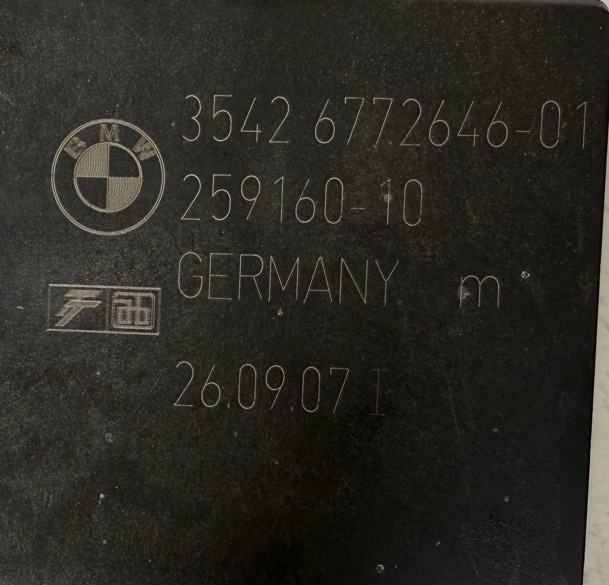 BMW
3542 6772646-01
259160-10
GERMANY m
26.09.07 I